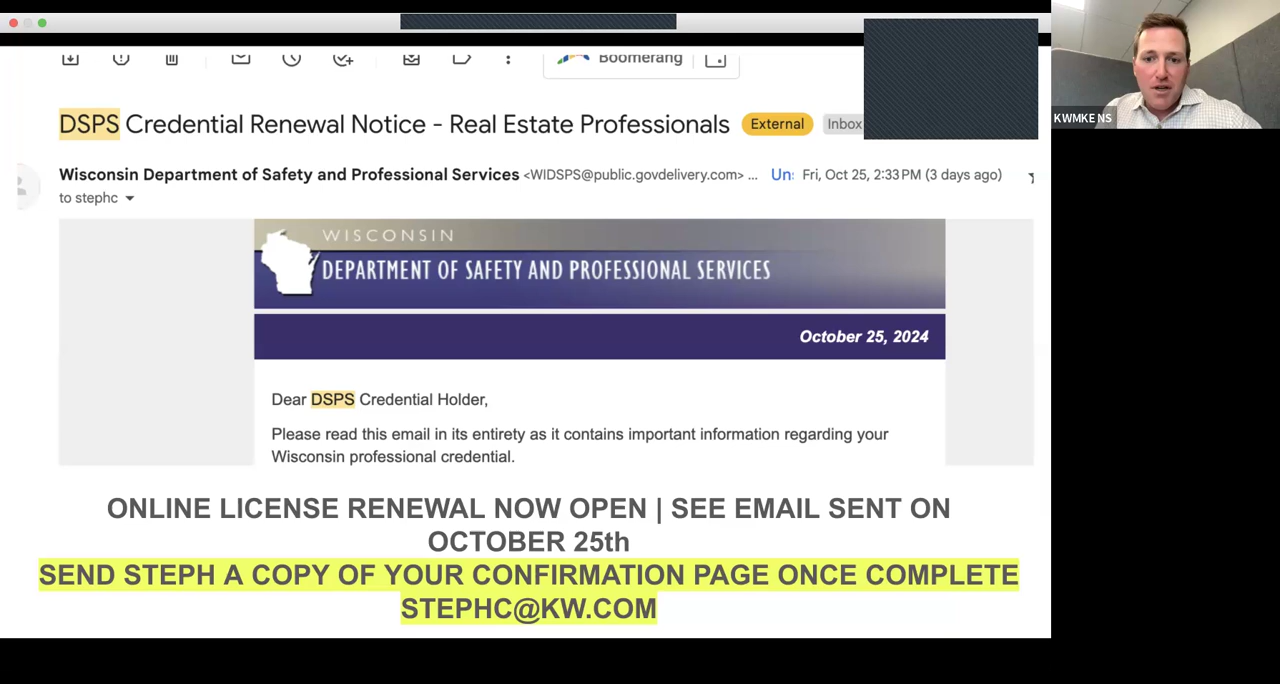 Boomerang
DSPS Credential Renewal Notice - Real Estate Professionals External Inbox
KWMKE NS
Wisconsin Department of Safety and Professional Services <WIDSPS@public.govdelivery.com> ... Un: Fri, Oct 25, 2:33 PM (3 days ago)
to stephc
WISCONSIN
DEPARTMENT OF SAFETY AND PROFESSIONAL SERVICES
October 25, 2024
Dear DSPS Credential Holder,
Please read this email in its entirety as it contains important information regarding your
Wisconsin professional credential.
ONLINE LICENSE RENEWAL NOW OPEN | SEE EMAIL SENT ON
OCTOBER 25th
SEND STEPH A COPY OF YOUR CONFIRMATION PAGE ONCE COMPLETE
STEPHC@KW.COM